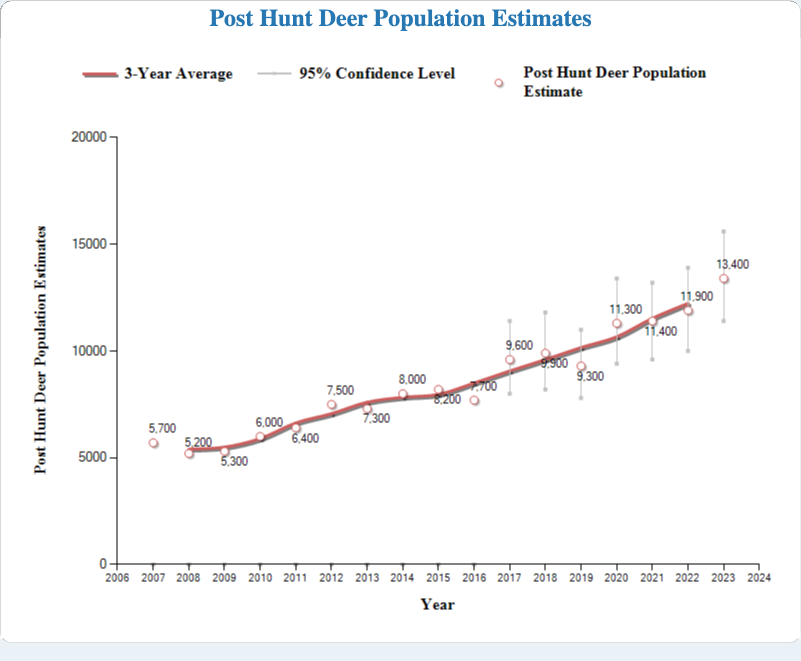 Post Hunt Deer Population Estimates
3-Year Average
95% Confidence Level
Post Hunt Deer Population
Estimate
Post Hunt Deer Population Estimates
20000
15000
10000
5000
0
5,700
5,200
5,300
6,000
6,400
7,500
7,300
8,000
8,200
7,700
9,600
9,900
9,300
11,300
11,400
11,900
13,400
2006 2007 2008 2009 2010 2011 2012 2013 2014 2015 2016 2017 2018 2019 2020 2021 2022 2023 2024
Year